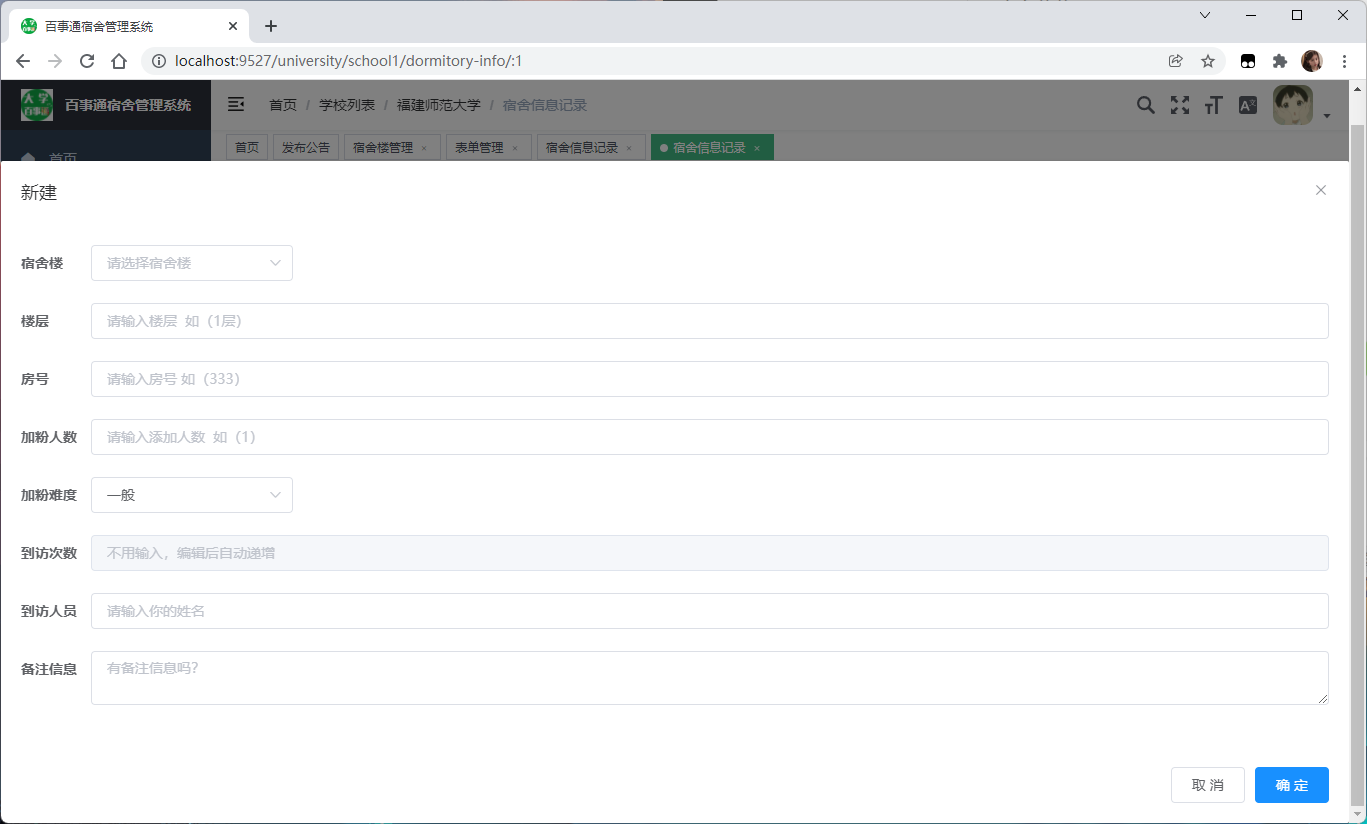 百事通宿舍管理系统
localhost:9527/university/school1/dormitory-info/:1
大学
百事通
百事通宿舍管理系统
首页 / 学校列表 / 福建师范大学 / 宿舍信息记录
首页
首页 发布公告 宿舍楼管理 × 表单管理 × 宿舍信息记录 × 宿舍信息记录 ×
新建
宿舍楼 请选择宿舍楼
楼层 请输入楼层 如（1层）
房号 请输入房号 如（333）
加粉人数 请输入添加人数 如（1）
加粉难度 一般
到访次数 不用输入，编辑后自动递增
到访人员 请输入你的姓名
备注信息 有备注信息吗？
取 消 确 定